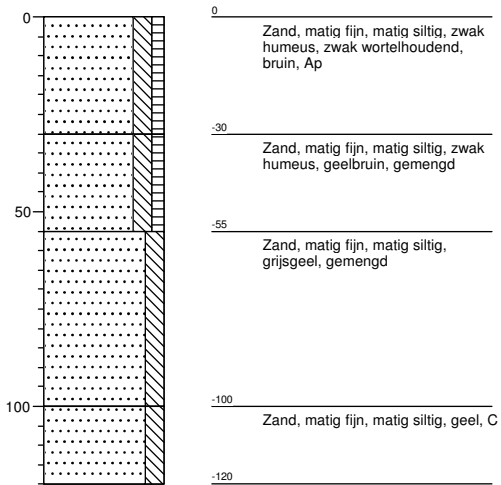 0
0
Zand, matig fijn, matig siltig, zwak
humeus, zwak wortelhoudend,
bruin, Ap
-30
Zand, matig fijn, matig siltig, zwak
humeus, geelbruin, gemengd
50
-55
Zand, matig fijn, matig siltig,
grijsgeel, gemengd
100
-100
Zand, matig fijn, matig siltig, geel, C
-120